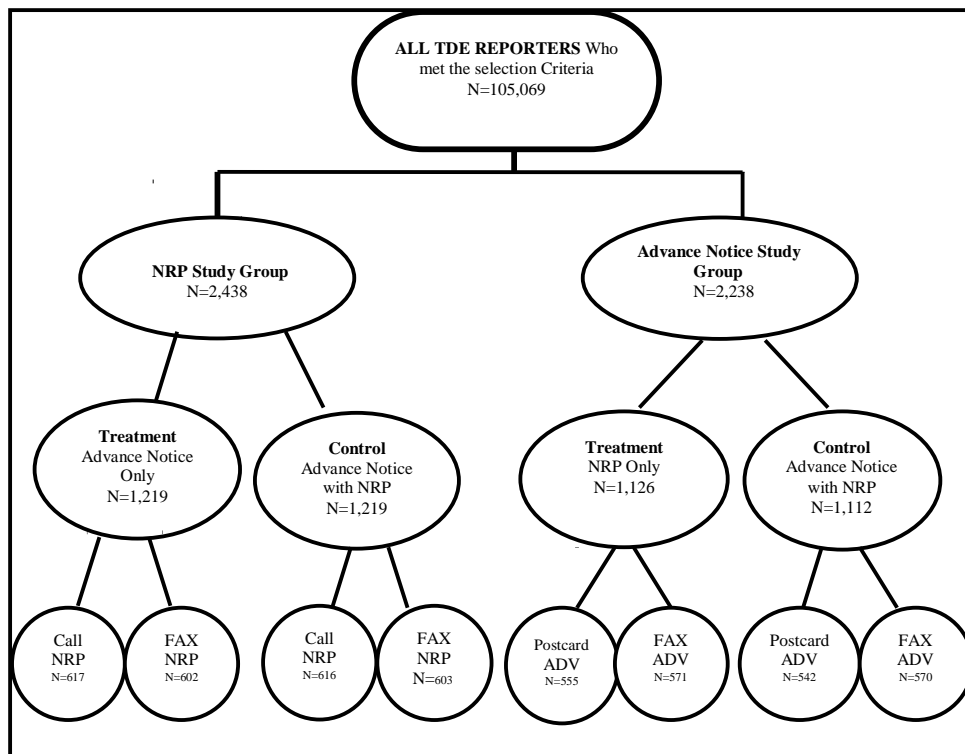 ALL TDE REPORTERS Who
met the selection Criteria
N=105,069
NRP Study Group
N=2,438
Advance Notice Study
Group
N=2,238
Treatment
Advance Notice
Only
N=1,219
Control
Advance Notice
with NRP
N=1,219
Treatment
NRP Only
N=1,126
Control
Advance Notice
with NRP
N=1,112
Call
NRP
N=617
FAX
NRP
N=602
Call
NRP
N=616
FAX
NRP
N=603
Postcard
ADV
N=555
FAX
ADV
N=571
Postcard
ADV
N=542
FAX
ADV
N=570